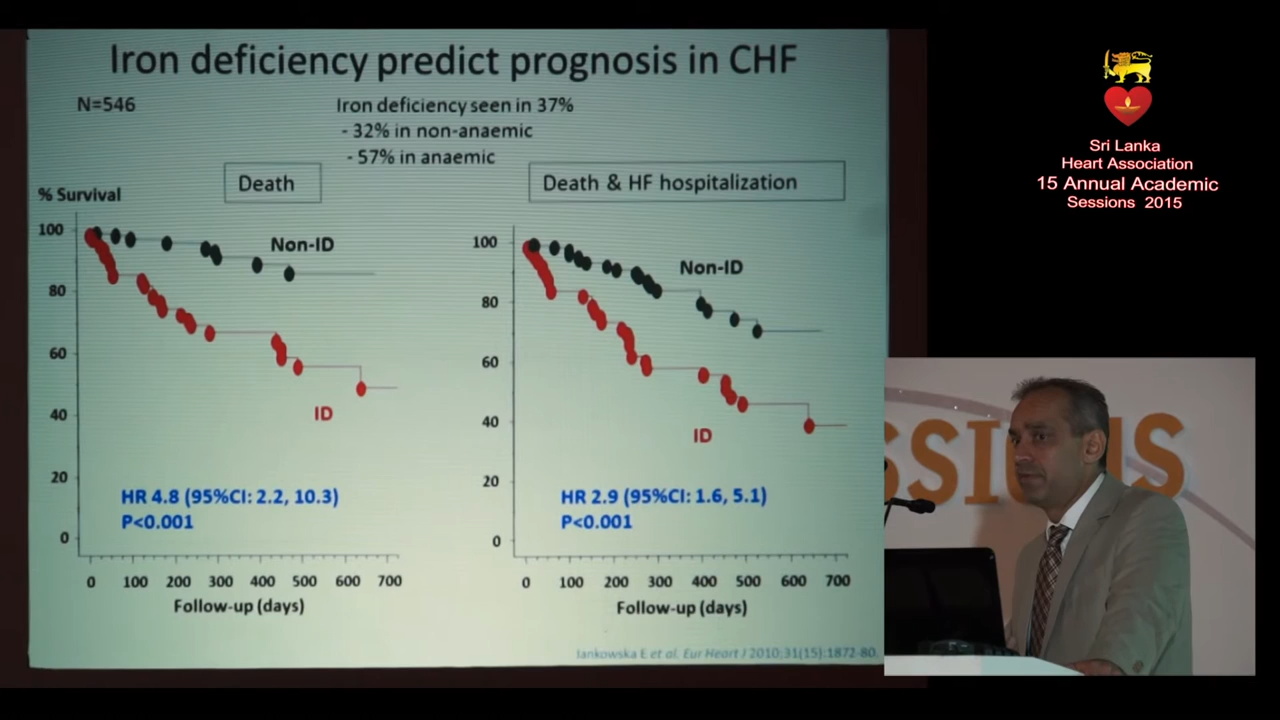 Iron deficiency predict prognosis in CHF
N=546
Iron deficiency seen in 37%
- 32% in non-anaemic
- 57% in anaemic
Death
% Survival
100
80
60
40
20
0
Non-ID
ID
HR 4.8 (95%CI: 2.2, 10.3)
P<0.001
0 100 200 300 400 500 600 700
Follow-up (days)
Death & HF hospitalization
100
80
60
40
20
0
Non-ID
ID
HR 2.9 (95%CI: 1.6, 5.1)
P<0.001
0 100 200 300 400 500 600 700
Follow-up (days)
Jankowska E et al. Eur Heart J 2010;31(15):1872-80.
Sri Lanka
Heart Association
15 Annual Academic
Sessions 2015
SSIONS